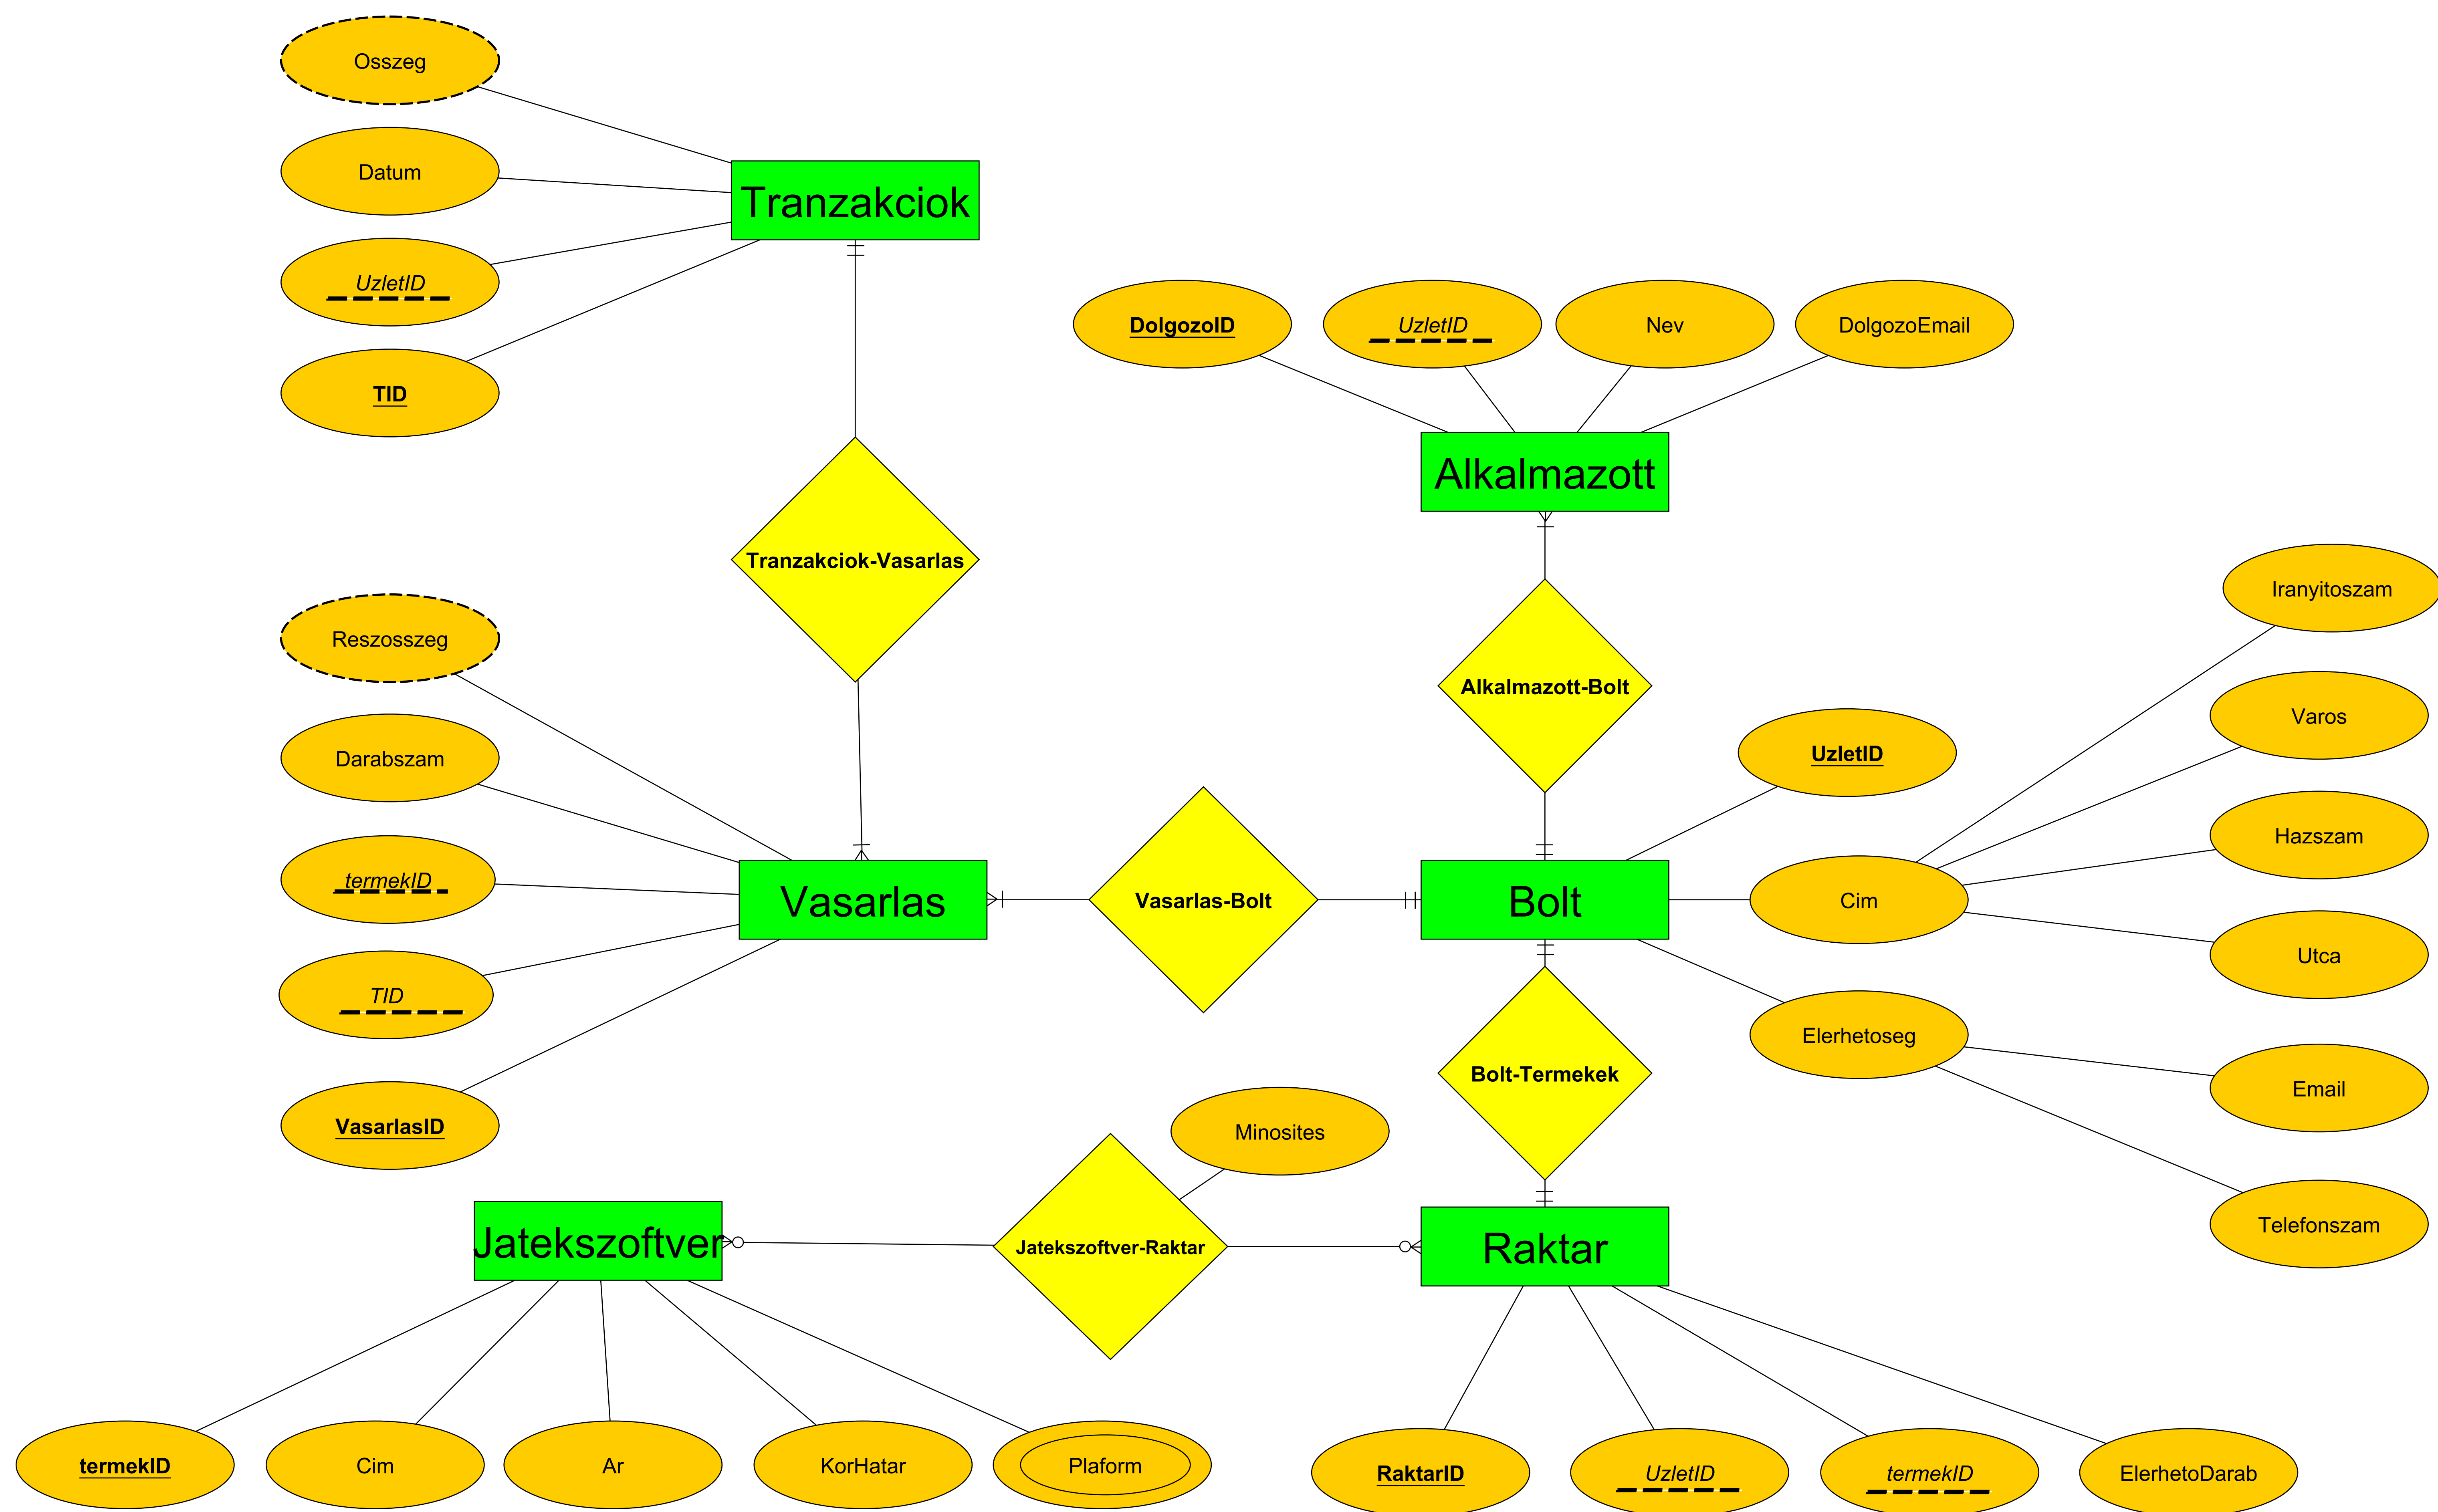 Osszeg
Datum
UzletID
TID
Tranzakciok
Tranzakciok-Vasarlas
DolgozoID
UzletID
Nev
DolgozoEmail
Alkalmazott
Alkalmazott-Bolt
Reszosszeg
Darabszam
termekID
TID
VasarlasID
Vasarlas
Vasarlas-Bolt
Bolt
UzletID
Cim
Iranyitoszam
Varos
Hazszam
Utca
Elerhetoseg
Email
Telefonszam
Bolt-Termekek
Minosites
Jatekszoftver
Jatekszoftver-Raktar
Raktar
termekID
Cim
Ar
KorHatar
Plaform
RaktarID
UzletID
termekID
ElerhetoDarab